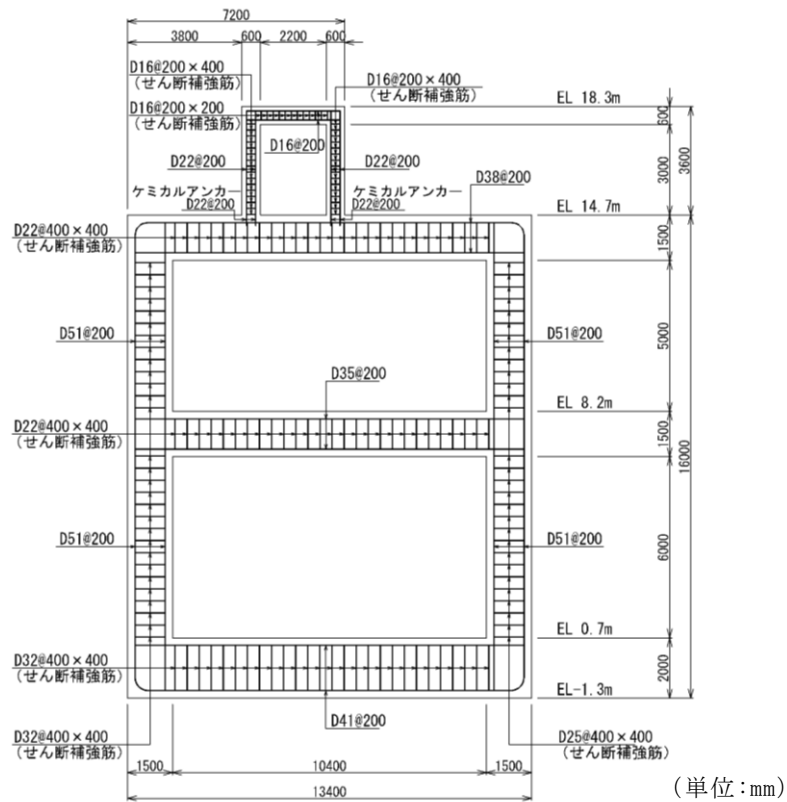 7200
3800 600 2200 600
D16@200×400
(せん断補強筋)
D16@200×400
(せん断補強筋)
EL 18.3m
D16@200×200
(せん断補強筋)
600
D16@200
3000
3600
D22@200
D22@200
D38@200
ケミカルアンカー
ケミカルアンカー
D22@200
D22@200
EL 14.7m
D22@400×400
(せん断補強筋)
1500
D51@200
D51@200
5000
D35@200
EL 8.2m
D22@400×400
(せん断補強筋)
1500
16000
D51@200
D51@200
6000
EL 0.7m
D32@400×400
(せん断補強筋)
2000
EL-1.3m
D41@200
D32@400×400
(せん断補強筋)
D25@400×400
(せん断補強筋)
1500 10400 1500
13400
(単位:mm)